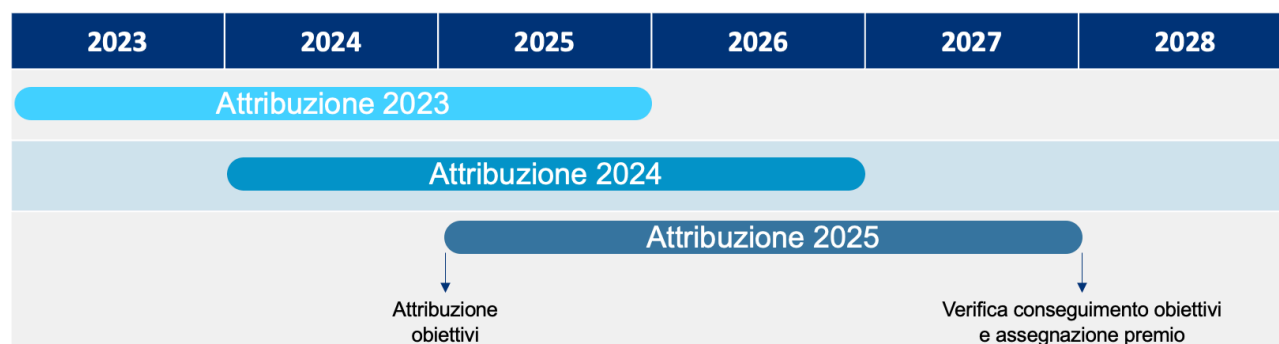 2023 2024 2025 2026 2027 2028
Attribuzione 2023
Attribuzione 2024
Attribuzione 2025
Attribuzione
obiettivi
Verifica conseguimento obiettivi
e assegnazione premio